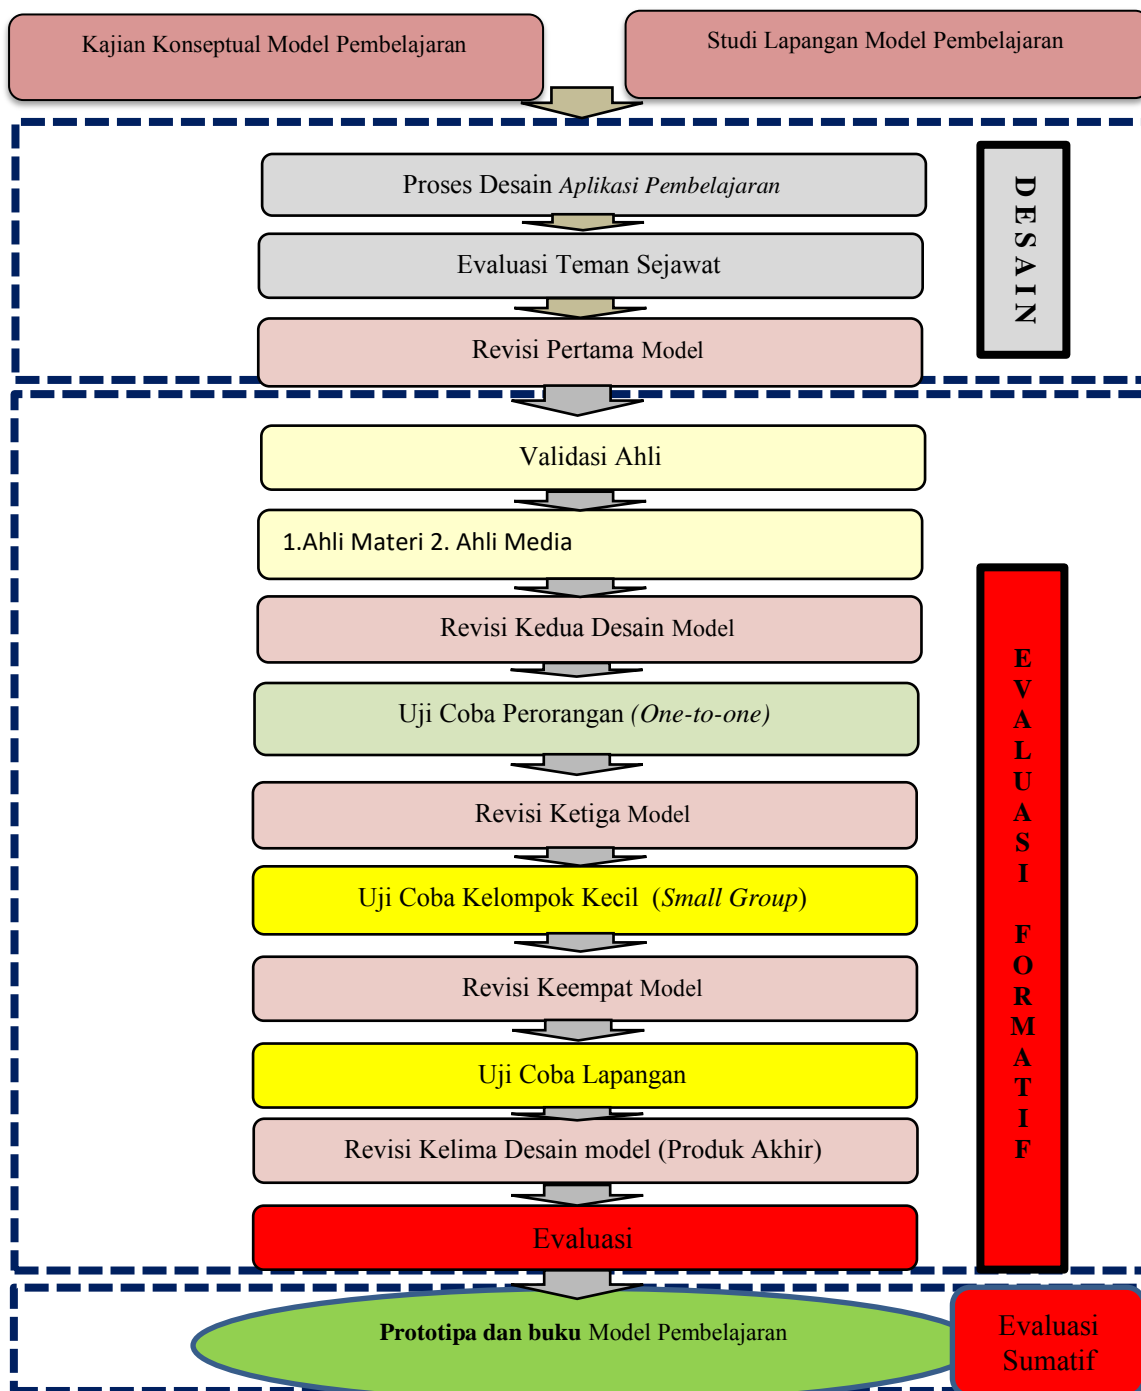 Kajian Konseptual Model Pembelajaran
Studi Lapangan Model Pembelajaran
Proses Desain Aplikasi Pembelajaran
Evaluasi Teman Sejawat
Revisi Pertama Model
DESAIN
Validasi Ahli
1.Ahli Materi 2. Ahli Media
Revisi Kedua Desain Model
Uji Coba Perorangan (One-to-one)
Revisi Ketiga Model
Uji Coba Kelompok Kecil (Small Group)
Revisi Keempat Model
Uji Coba Lapangan
Revisi Kelima Desain model (Produk Akhir)
Evaluasi
EVALUASI FORMATIF
Prototipa dan buku Model Pembelajaran
Evaluasi
Sumatif